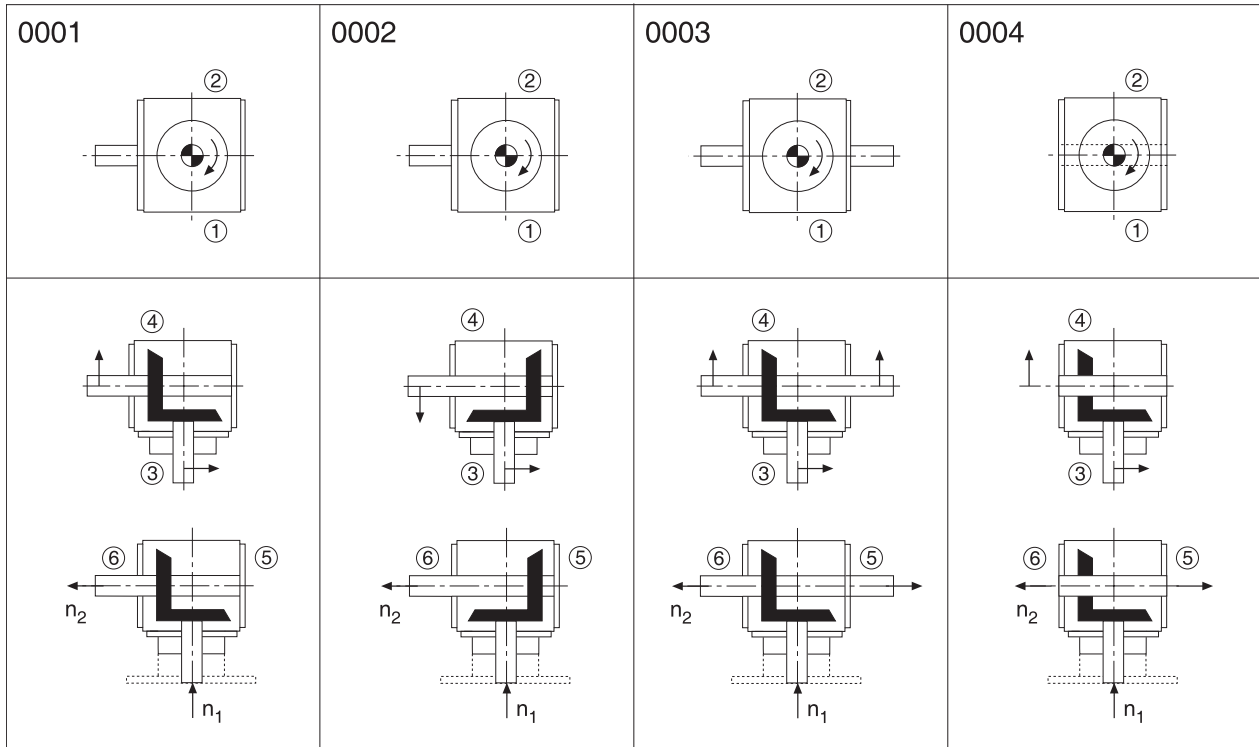 0001 0002 0003 0004
② ② ② ②
① ① ① ①
④ ④ ④ ④
③ ③ ③ ③
⑥ ⑤ ⑥ ⑤ ⑥ ⑤ ⑥ ⑤
n₂ n₂ n₂ n₂
n₁ n₁ n₁ n₁